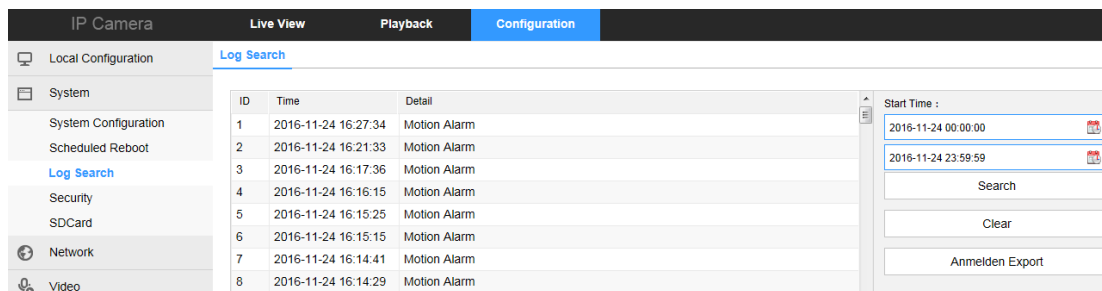 IP Camera Live View Playback Configuration
Local Configuration
System
System Configuration
Scheduled Reboot
Log Search
Security
SDCard
Network
Video
Log Search
ID Time Detail
1 2016-11-24 16:27:34 Motion Alarm
2 2016-11-24 16:21:33 Motion Alarm
3 2016-11-24 16:17:36 Motion Alarm
4 2016-11-24 16:16:15 Motion Alarm
5 2016-11-24 16:15:25 Motion Alarm
6 2016-11-24 16:15:15 Motion Alarm
7 2016-11-24 16:14:41 Motion Alarm
8 2016-11-24 16:14:29 Motion Alarm
Start Time :
2016-11-24 00:00:00
2016-11-24 23:59:59
Search
Clear
Anmelden Export